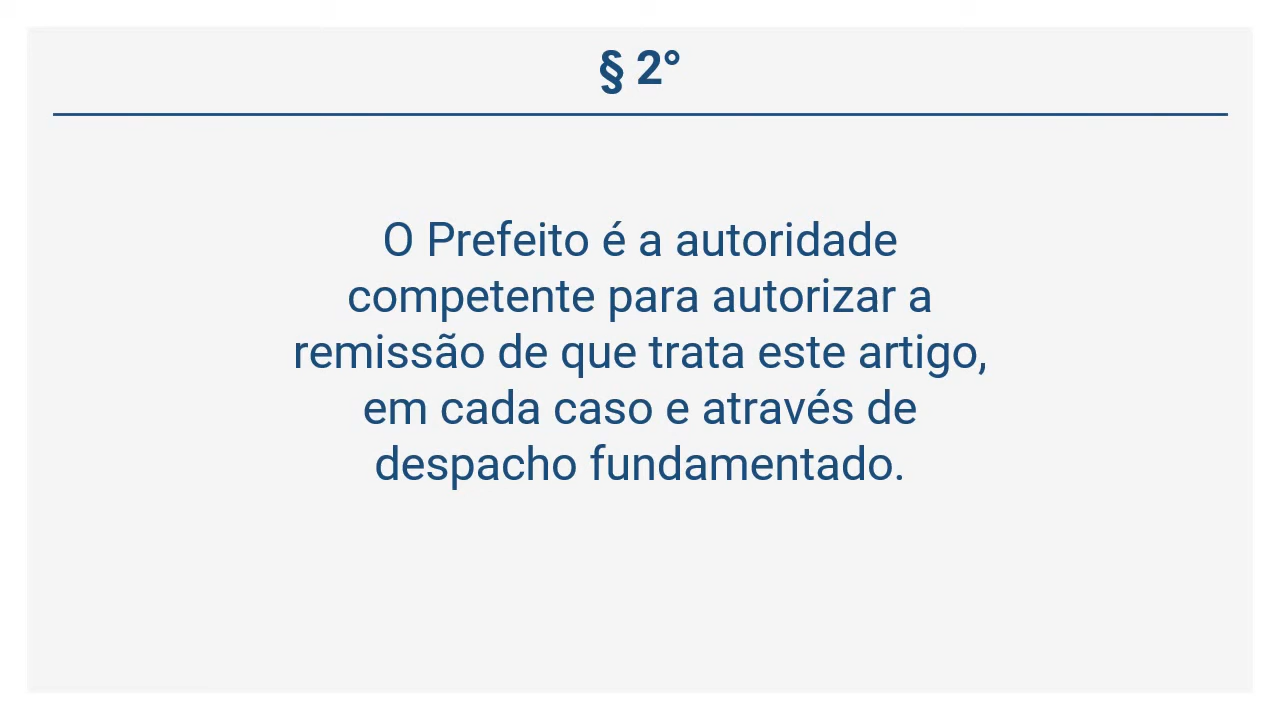 § 2°
O Prefeito é a autoridade
competente para autorizar a
remissão de que trata este artigo,
em cada caso e através de
despacho fundamentado.